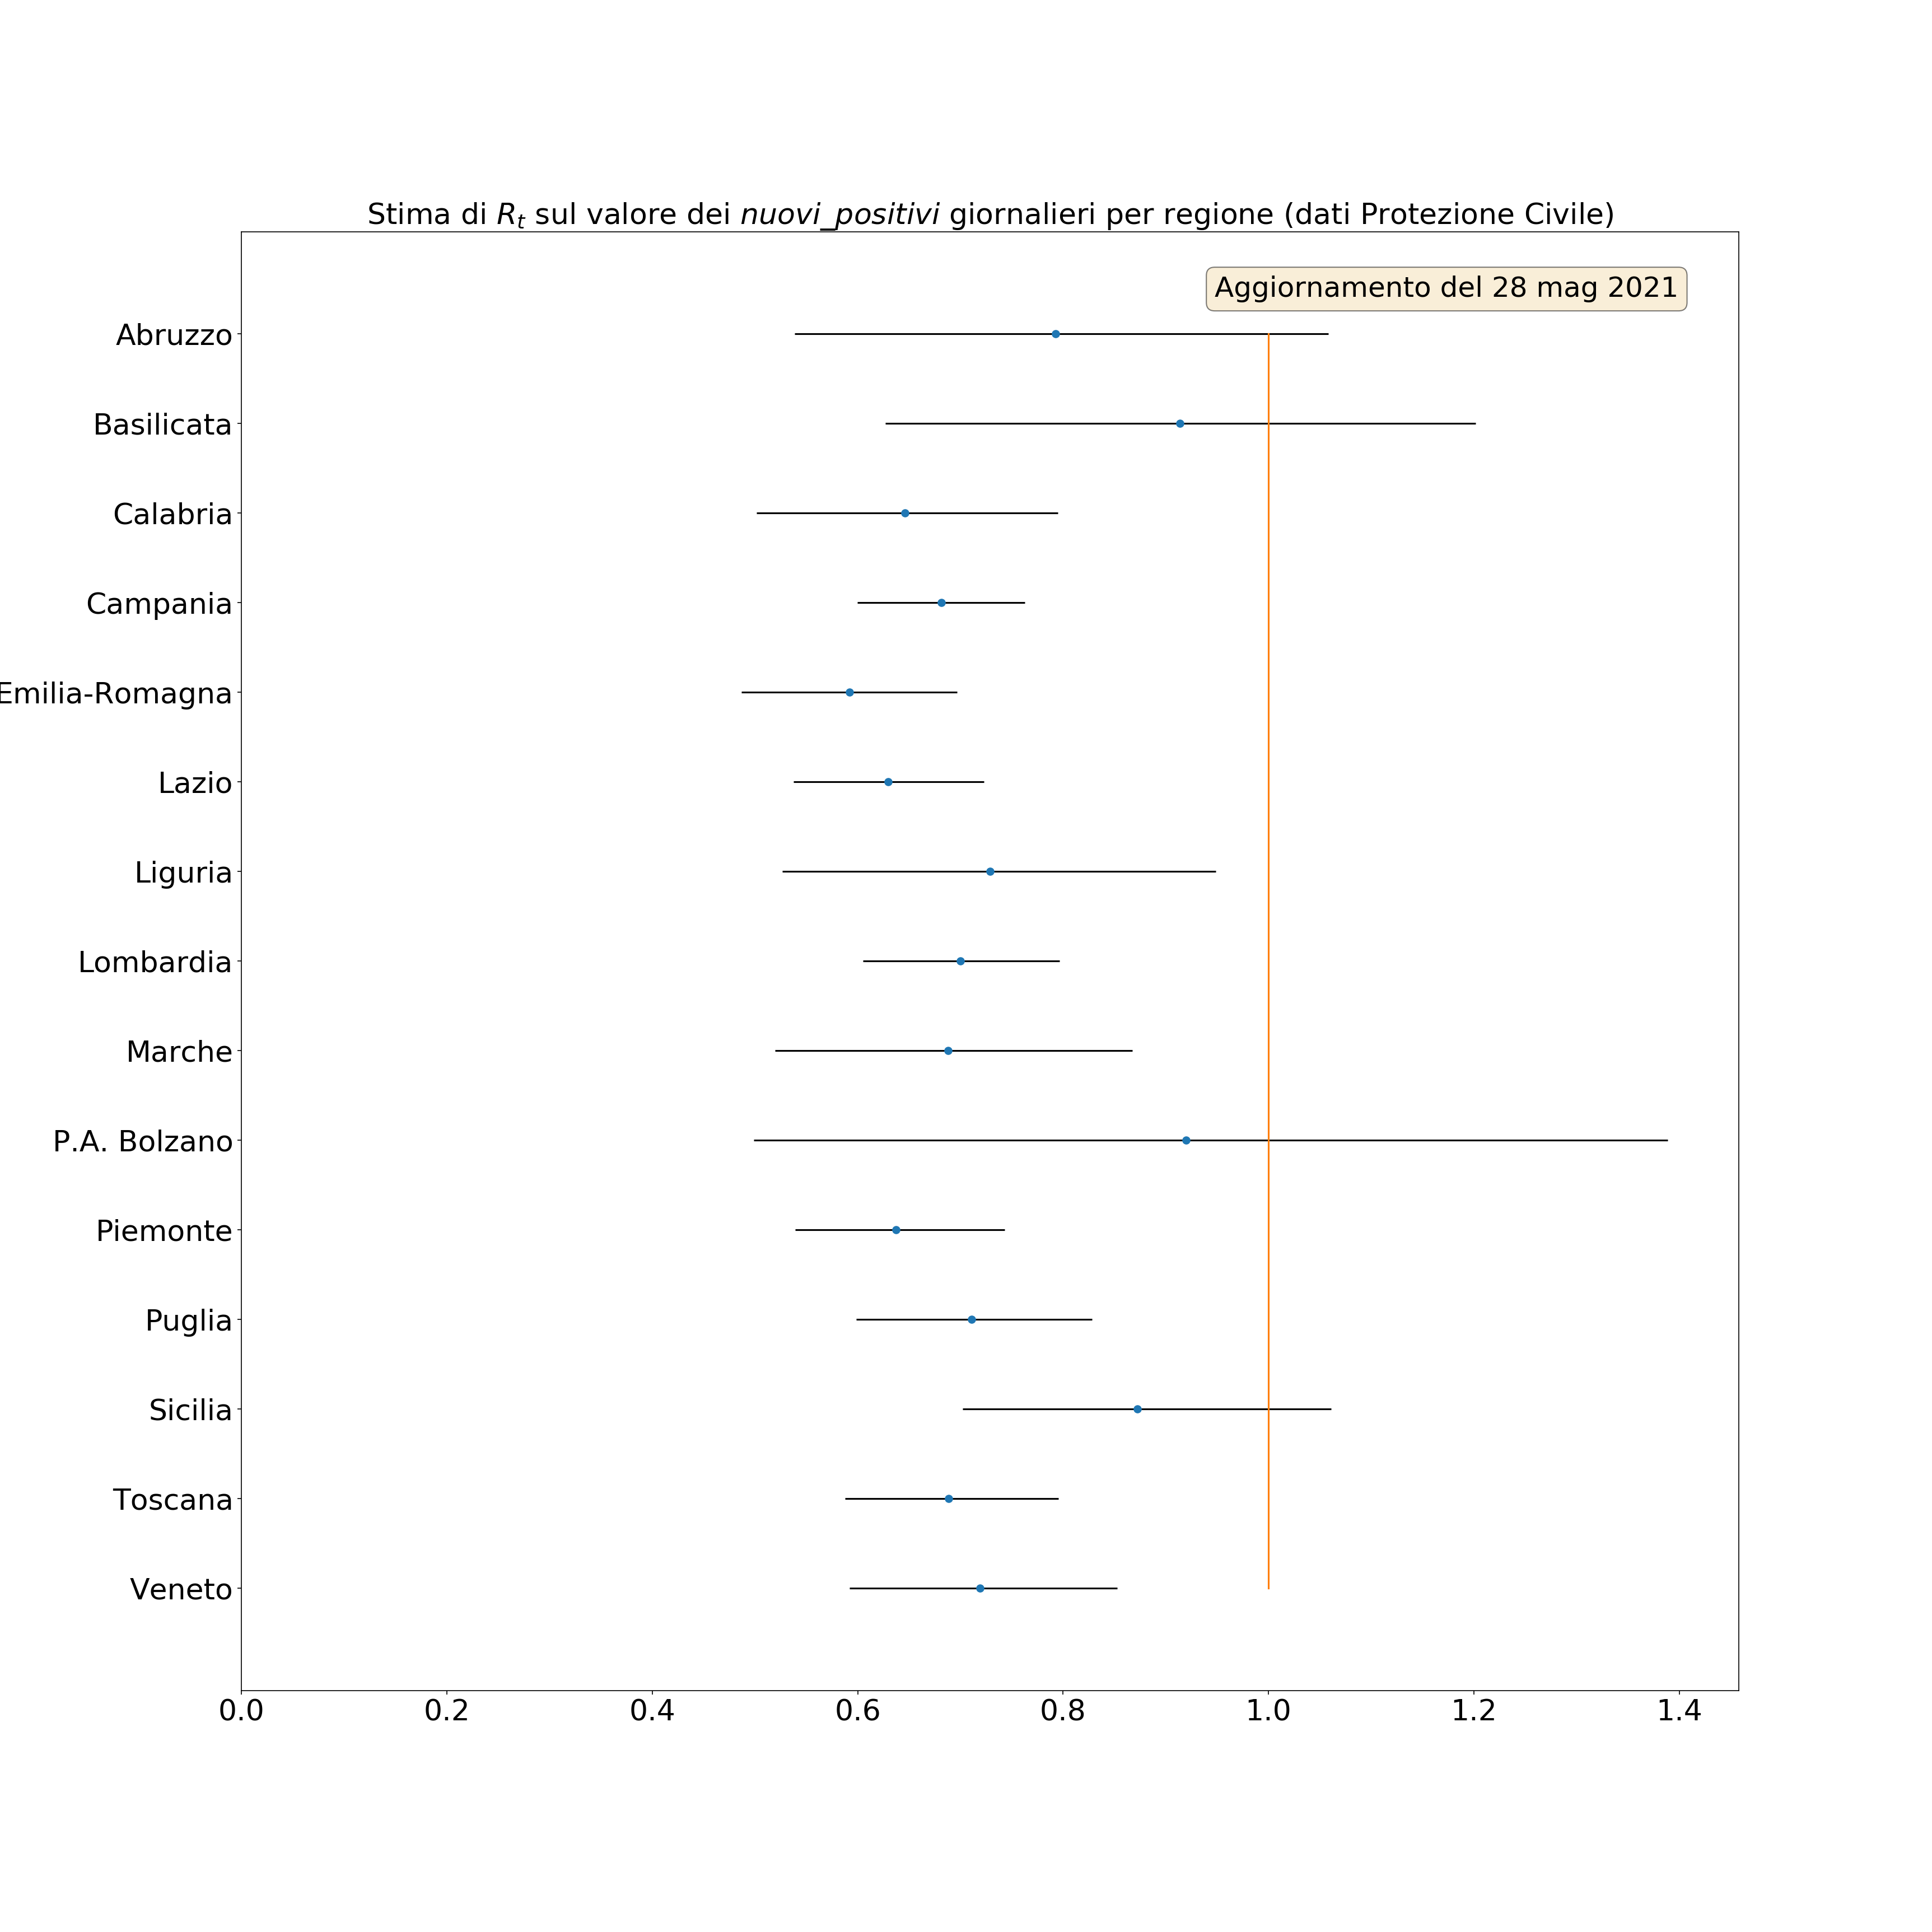 Stima di Rt sul valore dei nuovi_positivi giornalieri per regione (dati Protezione Civile)
Aggiornamento del 28 mag 2021
Abruzzo
Basilicata
Calabria
Campania
Emilia-Romagna
Lazio
Liguria
Lombardia
Marche
P.A. Bolzano
Piemonte
Puglia
Sicilia
Toscana
Veneto
0.0 0.2 0.4 0.6 0.8 1.0 1.2 1.4